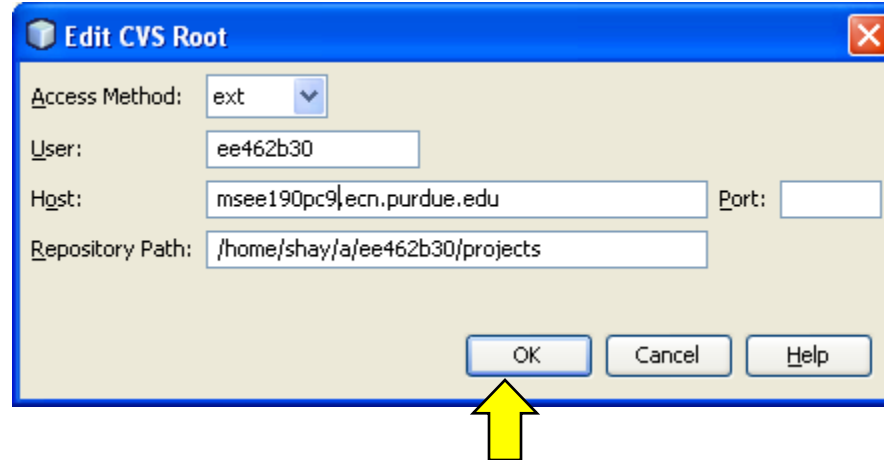 Edit CVS Root
Access Method: ext
User: ee462b30
Host: msee190pc9.ecn.purdue.edu Port:
Repository Path: /home/shay/a/ee462b30/projects
OK Cancel Help